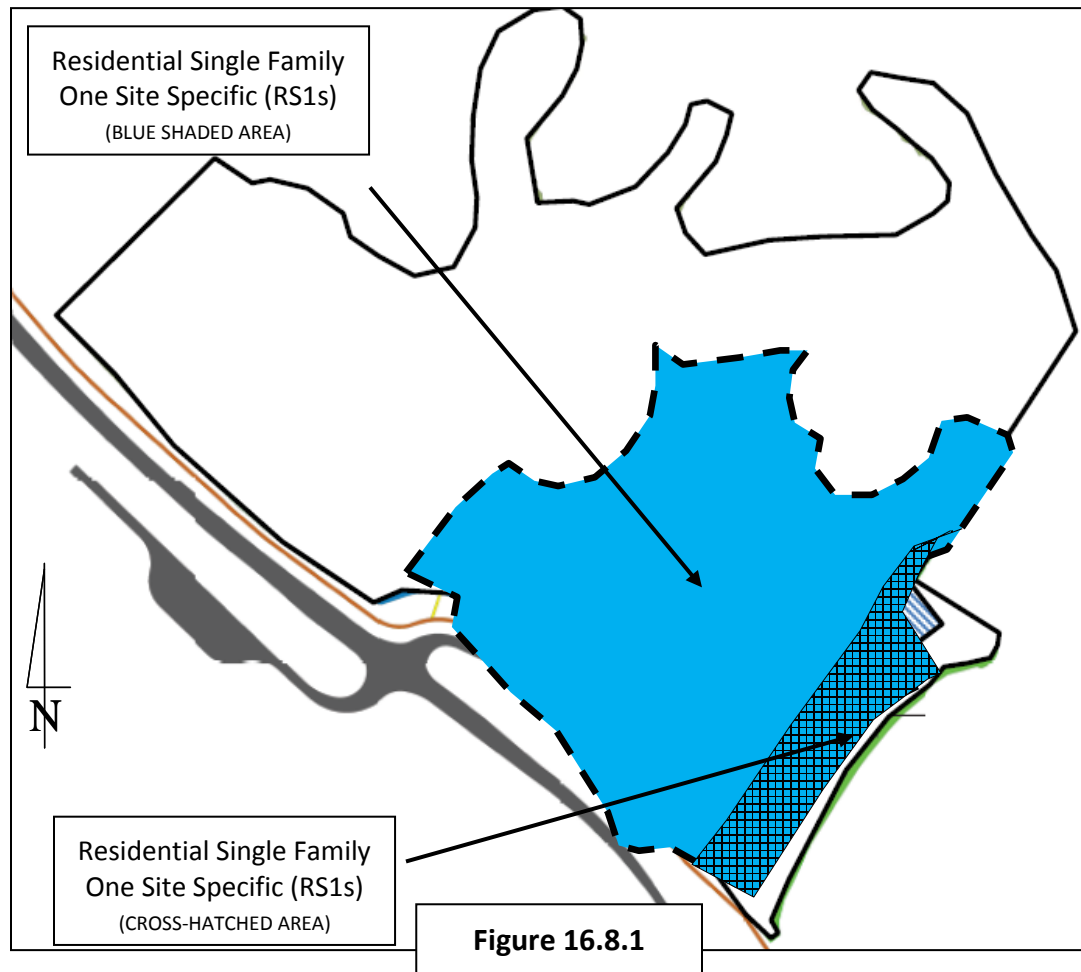 Residential Single Family
One Site Specific (RS1s)
(BLUE SHADED AREA)
N
Residential Single Family
One Site Specific (RS1s)
(CROSS-HATCHED AREA)
Figure 16.8.1